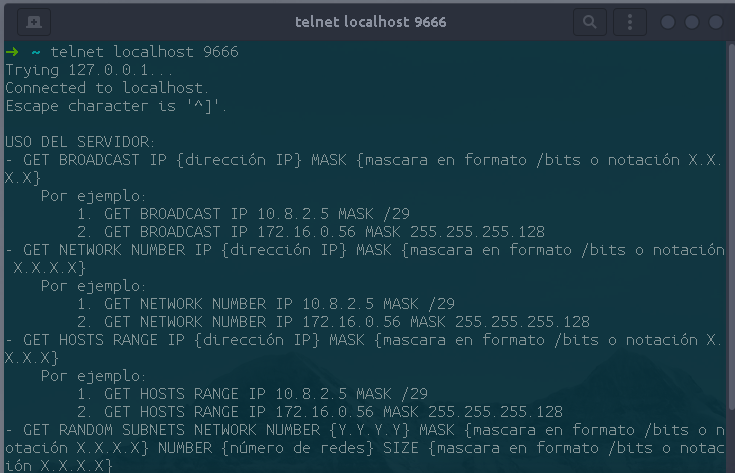 telnet localhost 9666
→ ~ telnet localhost 9666
Trying 127.0.0.1...
Connected to localhost.
Escape character is '^]'.
USO DEL SERVIDOR:
- GET BROADCAST IP {dirección IP} MASK {mascara en formato /bits o notación X.X.
X.X}
Por ejemplo:
1. GET BROADCAST IP 10.8.2.5 MASK /29
2. GET BROADCAST IP 172.16.0.56 MASK 255.255.255.128
- GET NETWORK NUMBER IP {dirección IP} MASK {mascara en formato /bits o notación
X.X.X.X}
Por ejemplo:
1. GET NETWORK NUMBER IP 10.8.2.5 MASK /29
2. GET NETWORK NUMBER IP 172.16.0.56 MASK 255.255.255.128
- GET HOSTS RANGE IP {dirección IP} MASK {mascara en formato /bits o notación X.
X.X.X}
Por ejemplo:
1. GET HOSTS RANGE IP 10.8.2.5 MASK /29
2. GET HOSTS RANGE IP 172.16.0.56 MASK 255.255.255.128
- GET RANDOM SUBNETS NETWORK NUMBER {Y.Y.Y.Y} MASK {mascara en formato /bits o n
otación X.X.X.X} NUMBER {número de redes} SIZE {mascara en formato /bits o notac
ión X.X.X.X}